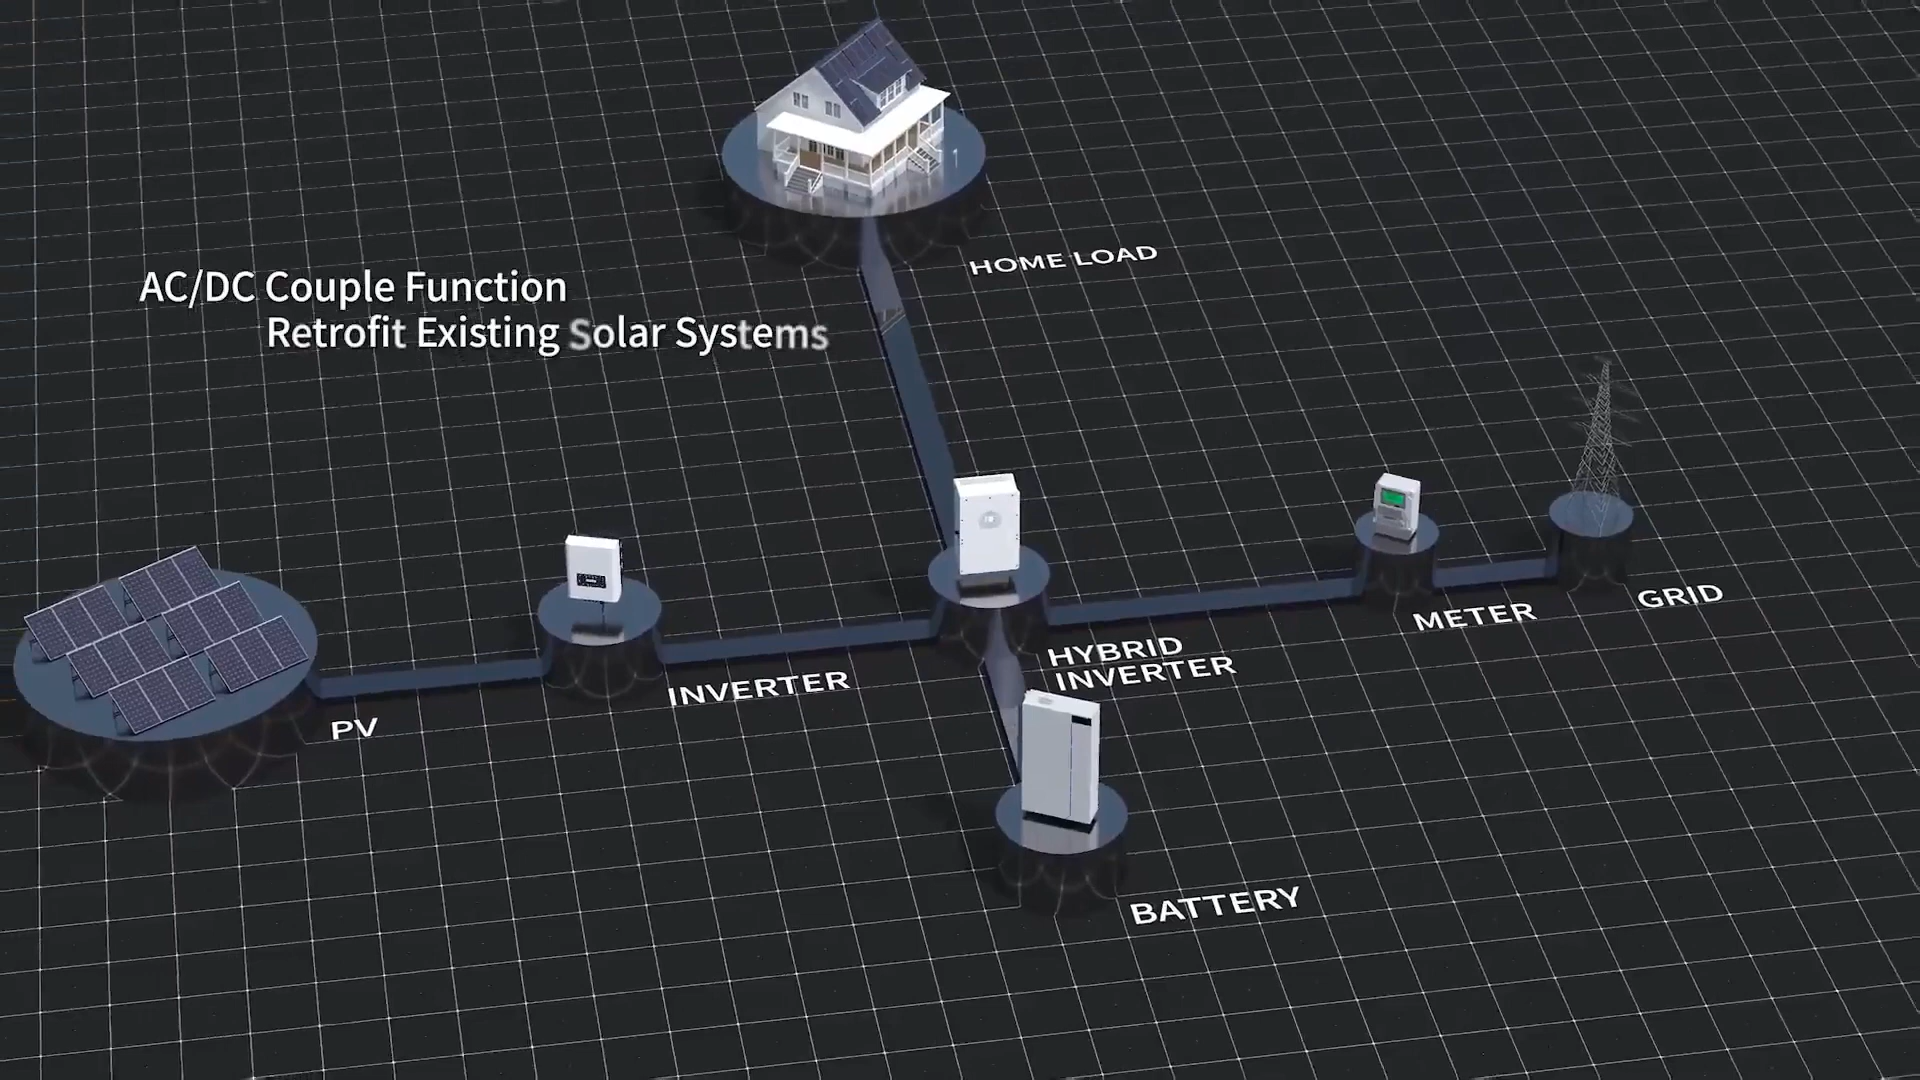 AC/DC Couple Function
Retrofit Existing Solar Systems
HOME LOAD
GRID
METER
HYBRID
INVERTER
INVERTER
PV
BATTERY